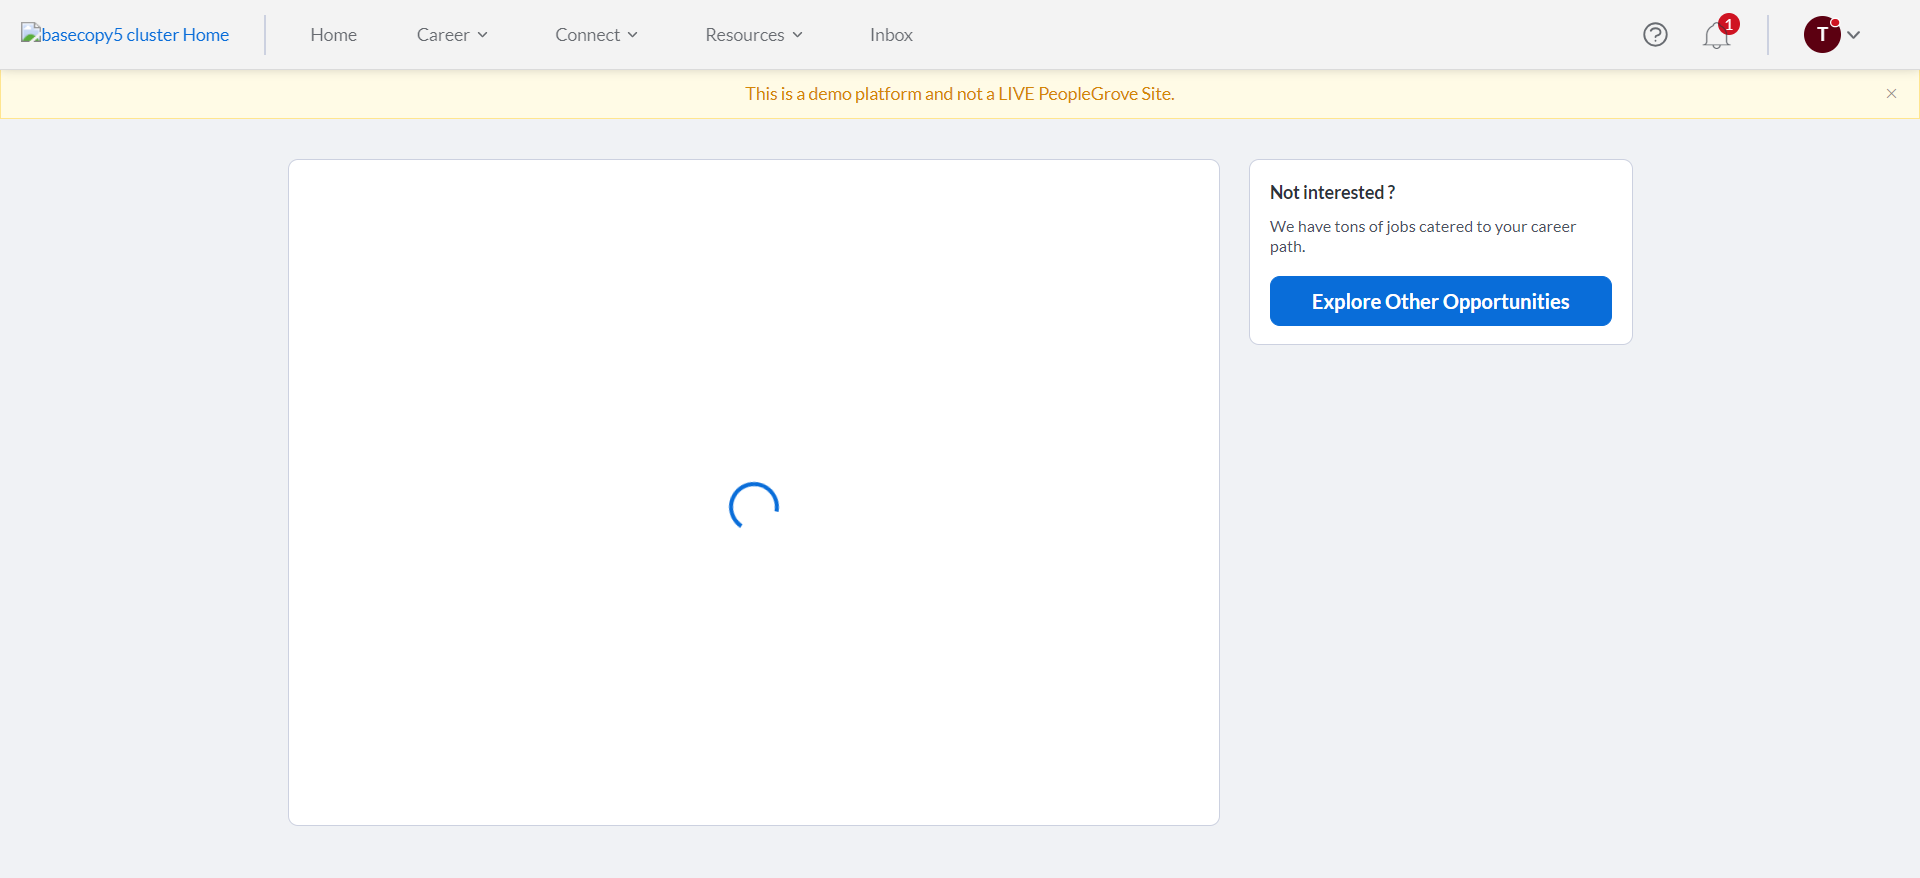 basecopy5 cluster Home
Home
Career
Connect
Resources
Inbox
1
T
This is a demo platform and not a LIVE PeopleGrove Site.
Not interested ?
We have tons of jobs catered to your career
path.
Explore Other Opportunities